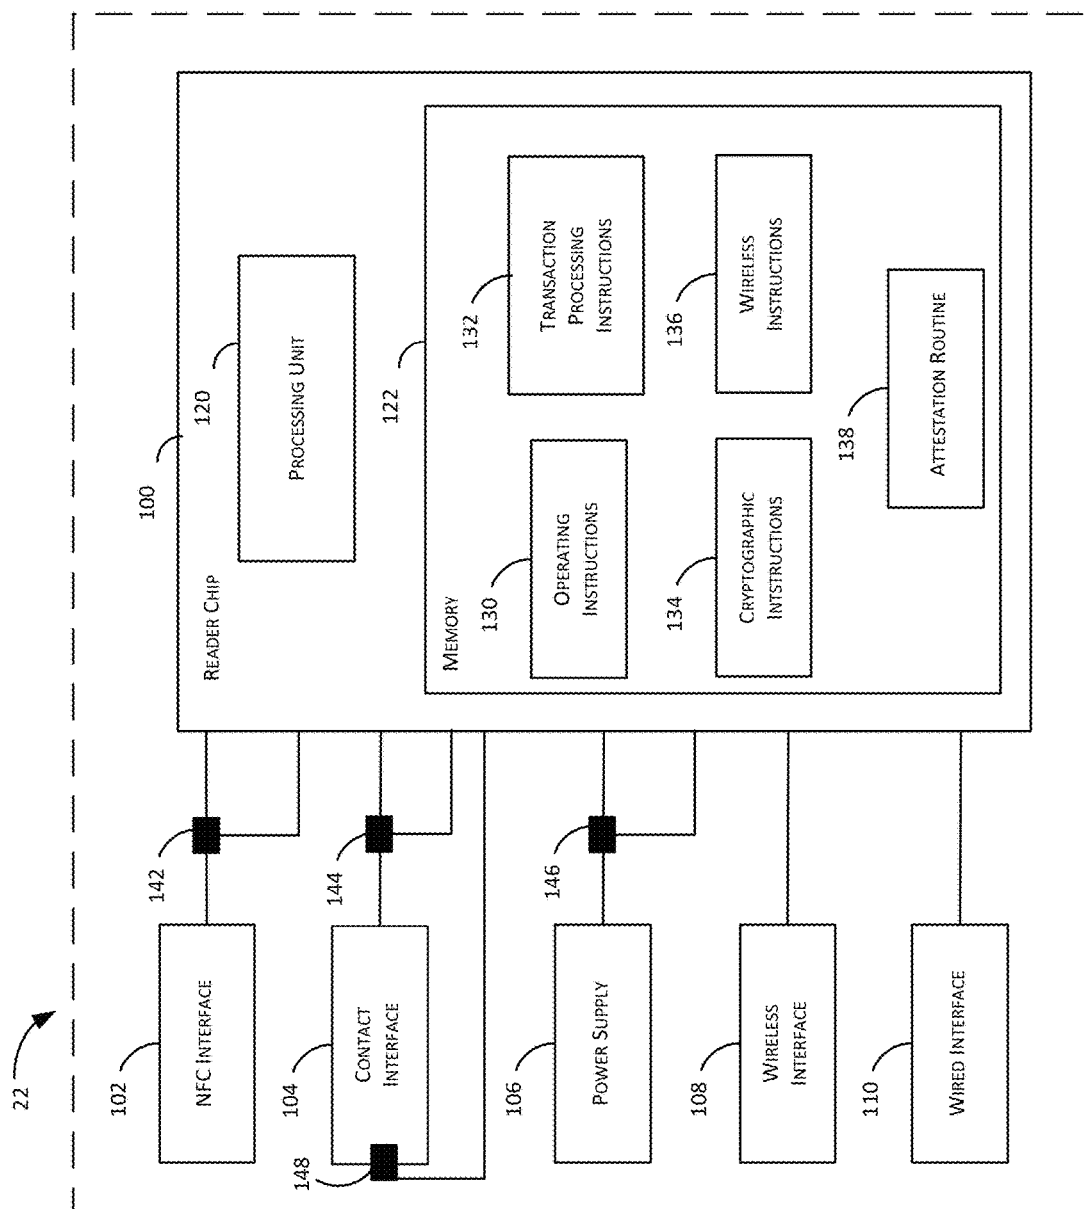 22
102
NFC INTERFACE
104
CONTACT
INTERFACE
148
106
POWER SUPPLY
108
WIRELESS
INTERFACE
110
WIRED INTERFACE
142
144
146
100
READER CHIP
120
PROCESSING UNIT
122
MEMORY
130
OPERATING
INSTRUCTIONS
132
TRANSACTION
PROCESSING
INSTRUCTIONS
134
CRYPTOGRAPHIC
INTSTRUCTIONS
136
WIRELESS
INSTRUCTIONS
138
ATTESTATION ROUTINE